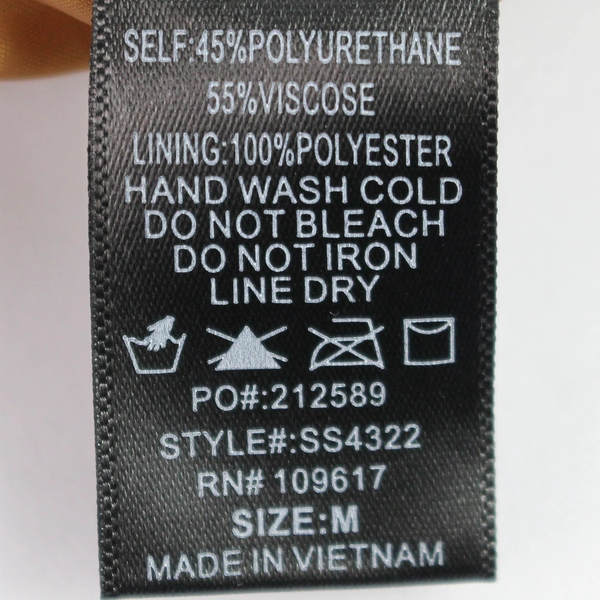 SELF:45%POLYURETHANE
55%VISCOSE
LINING:100%POLYESTER
HAND WASH COLD
DO NOT BLEACH
DO NOT IRON
LINE DRY
PO#:212589
STYLE#:SS4322
RN# 109617
SIZE:M
MADE IN VIETNAM